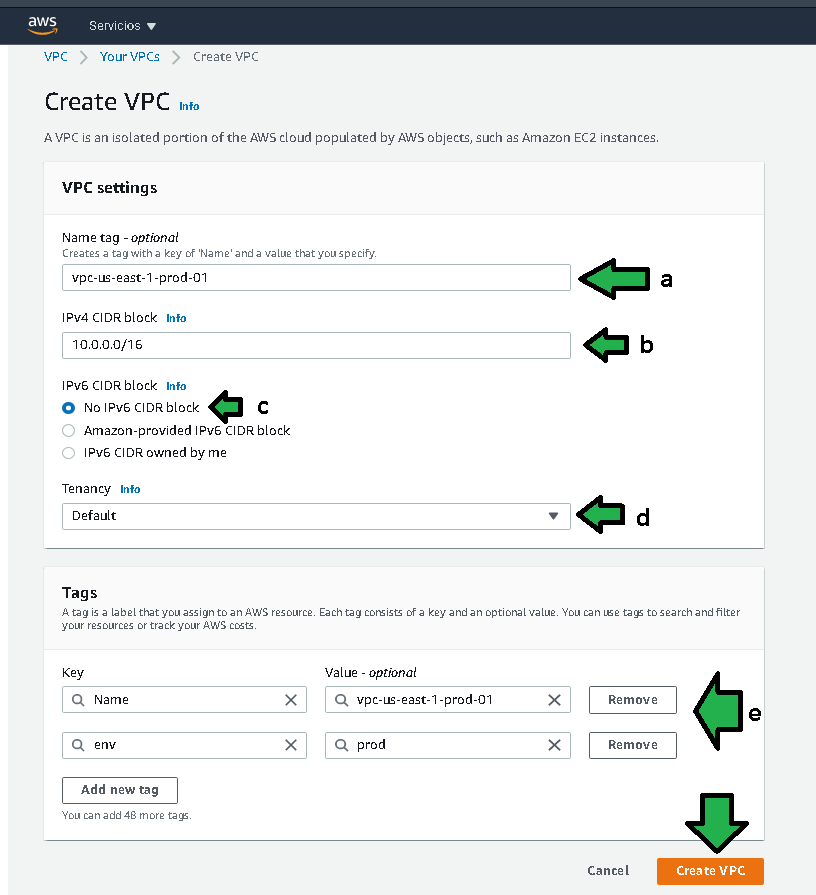 aws Servicios
VPC Your VPCs Create VPC
Create VPC Info
A VPC is an isolated portion of the AWS cloud populated by AWS objects, such as Amazon EC2 instances.
VPC settings
Name tag - optional
Creates a tag with a key of 'Name' and a value that you specify.
vpc-us-east-1-prod-01 a
IPv4 CIDR block Info
10.0.0.0/16 b
IPv6 CIDR block Info
No IPv6 CIDR block c
Amazon-provided IPv6 CIDR block
IPv6 CIDR owned by me
Tenancy Info
Default d
Tags
A tag is a label that you assign to an AWS resource. Each tag consists of a key and an optional value. You can use tags to search and filter
your resources or track your AWS costs.
Key Value - optional
Name vpc-us-east-1-prod-01 Remove e
env prod Remove
Add new tag
You can add 48 more tags.
Cancel Create VPC